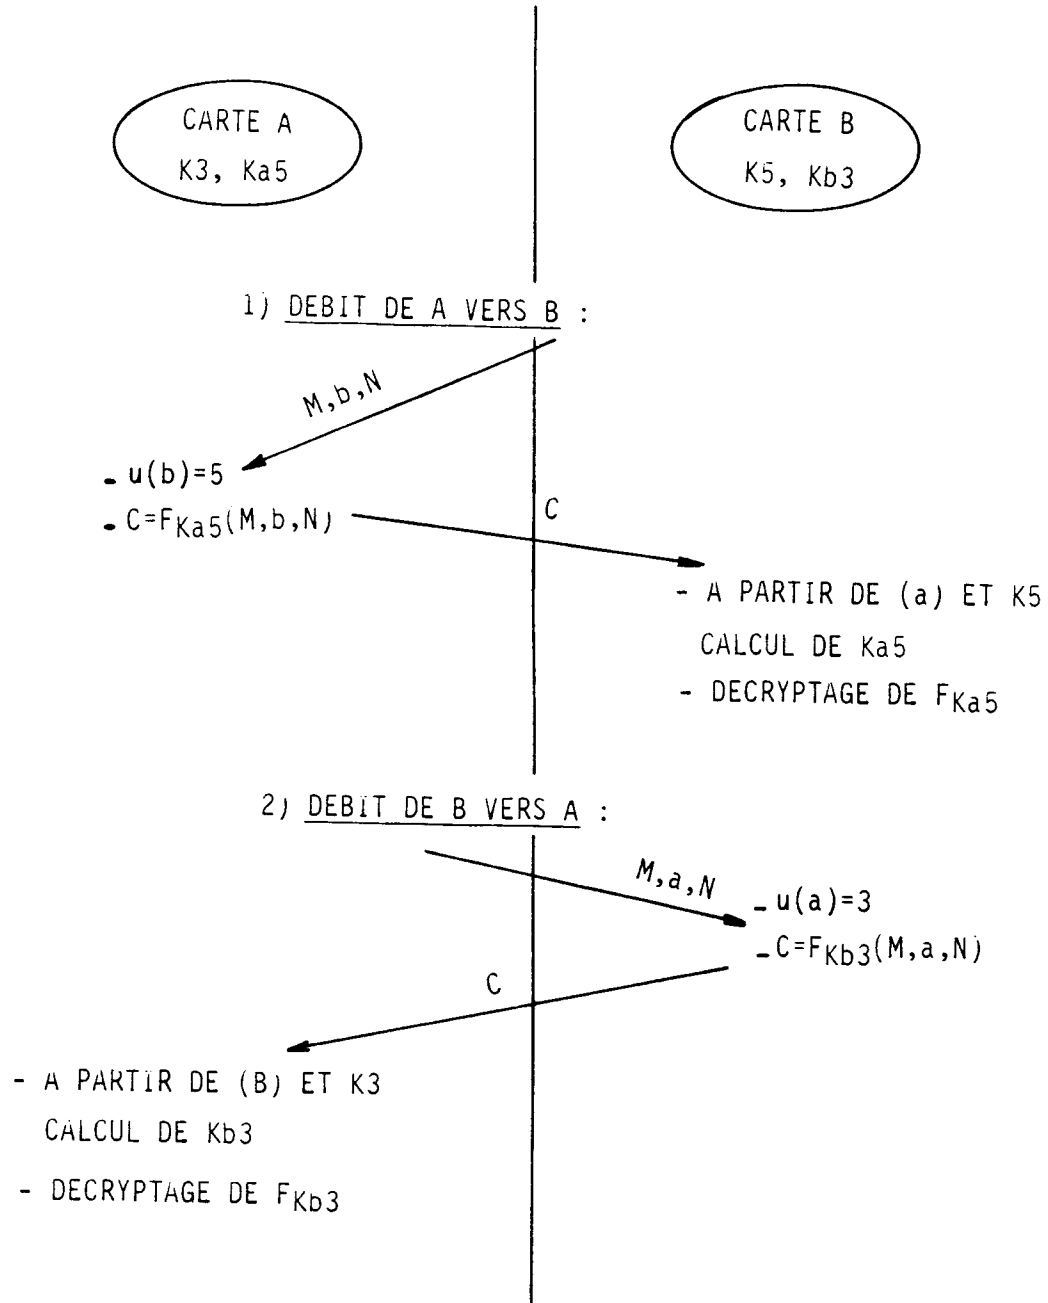 CARTE A
K3, Ka5
CARTE B
K5, Kb3
1) DEBIT DE A VERS B :
M,b,N
- u(b)=5
- C=FKa5(M,b,N)
C
- A PARTIR DE (a) ET K5
CALCUL DE Ka5
- DECRYPTAGE DE FKa5
2) DEBIT DE B VERS A :
M,a,N
- u(a)=3
- C=FKb3(M,a,N)
C
- A PARTIR DE (B) ET K3
CALCUL DE Kb3
- DECRYPTAGE DE FKb3